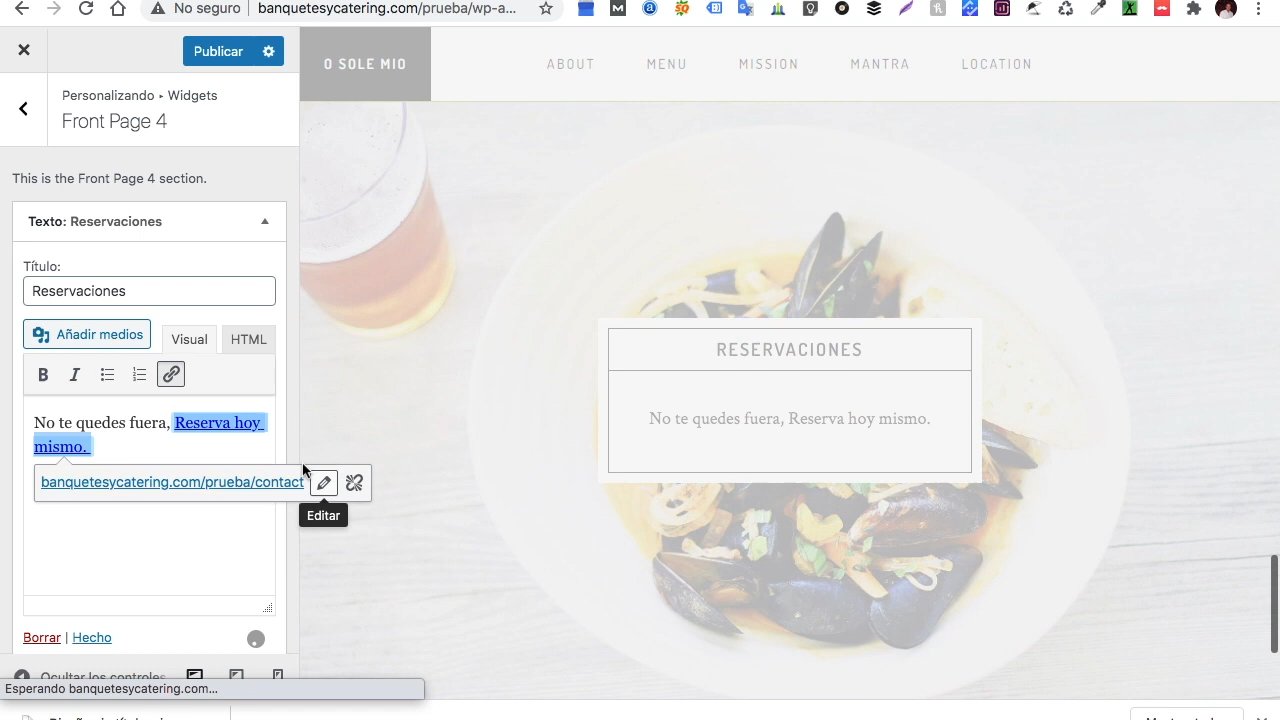 No seguro
banquetesycatering.com/prueba/wp-a...
Publicar
Personalizando ▸ Widgets
Front Page 4
This is the Front Page 4 section.
Texto: Reservaciones
Título:
Reservaciones
Añadir medios
Visual
HTML
B I
No te quedes fuera, Reserva hoy
mismo.
banquetesycatering.com/prueba/contact
Editar
Borrar | Hecho
Ocultar los controles
Esperando banquetesycatering.com...
O SOLE MIO
ABOUT
MENU
MISSION
MANTRA
LOCATION
RESERVACIONES
No te quedes fuera, Reserva hoy mismo.